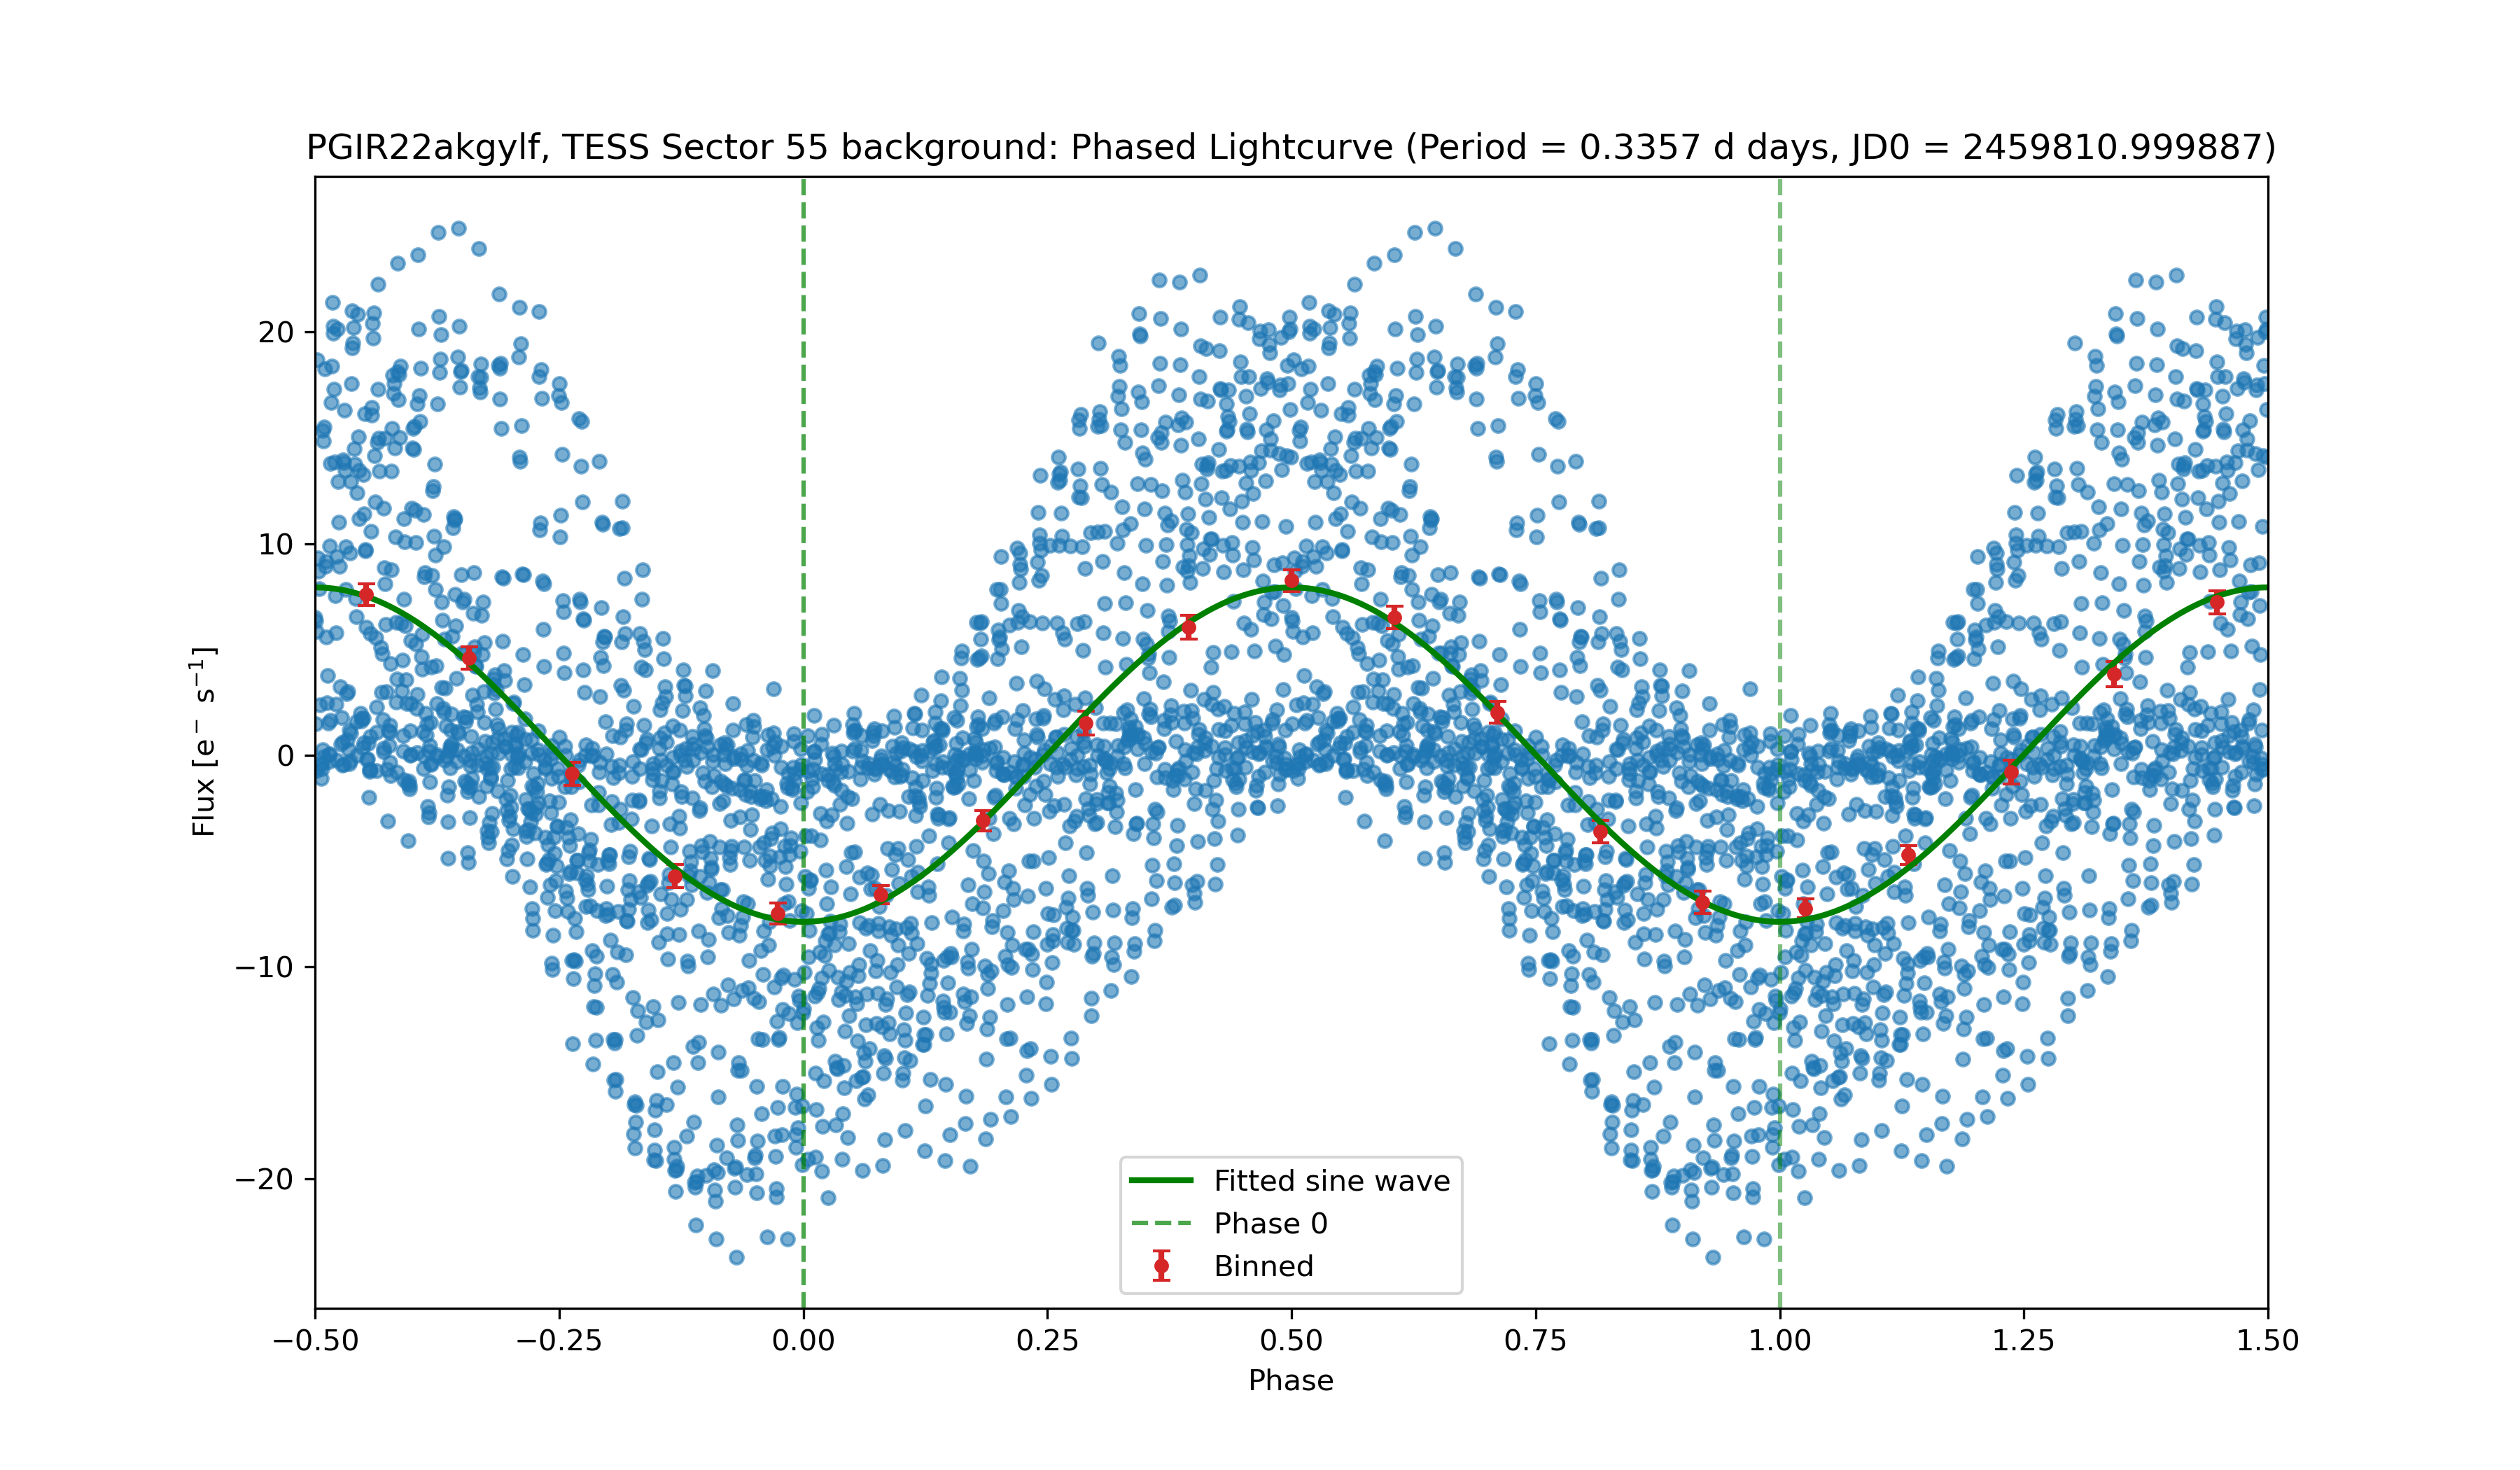 PGIR22akgylf, TESS Sector 55 background: Phased Lightcurve (Period = 0.3357 d days, JD0 = 2459810.999887)
Flux [e⁻ s⁻¹]
20
10
0
−10
−20
Fitted sine wave
Phase 0
Binned
−0.50 −0.25 0.00 0.25 0.50 0.75 1.00 1.25 1.50
Phase